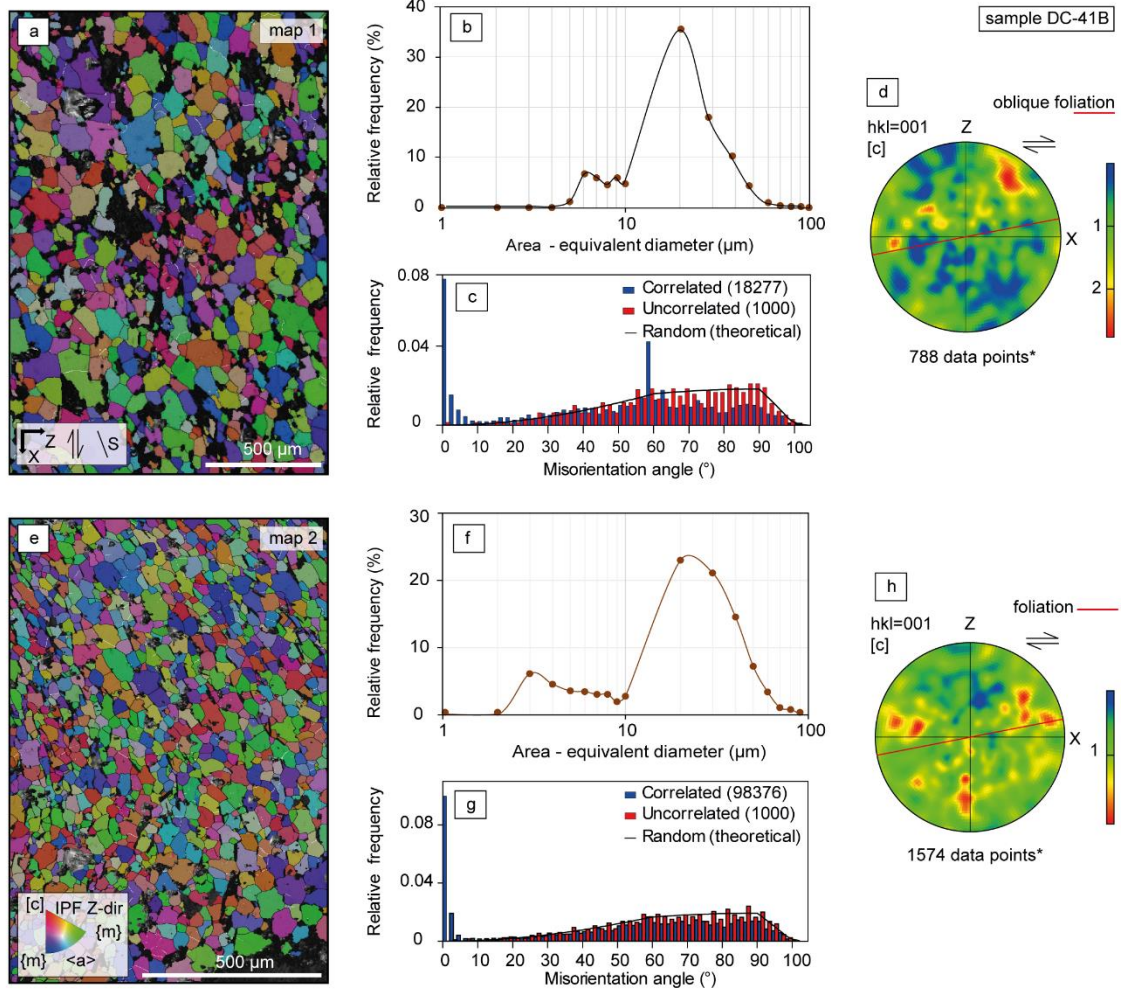 a
map 1
Z
X
S
500 µm
b
Relative frequency (%)
40
30
20
10
0
1
10
100
Area - equivalent diameter (µm)
c
Relative frequency
0.08
0.04
0
Correlated (18277)
Uncorrelated (1000)
Random (theoretical)
0 10 20 30 40 50 60 70 80 90 100
Misorientation angle (°)
sample DC-41B
d
oblique foliation
hkl=001
[c]
Z
X
1
2
788 data points*
e
map 2
[c] IPF Z-dir
{m}
{m} <a>
500 µm
f
Relative frequency (%)
30
20
10
0
1
10
100
Area - equivalent diameter (µm)
g
Relative frequency
0.08
0.04
0
Correlated (98376)
Uncorrelated (1000)
Random (theoretical)
0 10 20 30 40 50 60 70 80 90 100
Misorientation angle (°)
h
foliation
hkl=001
[c]
Z
X
1
1574 data points*